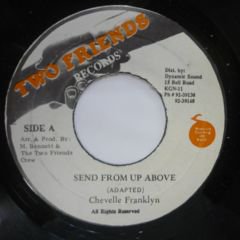 TWO FRIENDS
RECORDS
Dist. by:
Dynamic Sound
15 Bell Road
KGN-11
Ph # 92-39138
92-39168
SIDE A
Arr. & Prod. By:
M. Bennett &
The Two Friends
Crew
SEND FROM UP ABOVE
(ADAPTED)
Chevelle Franklyn
All Rights Reserved